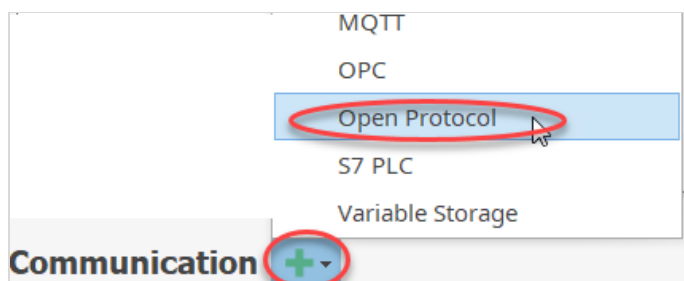 MQTT
OPC
Open Protocol
S7 PLC
Variable Storage
Communication